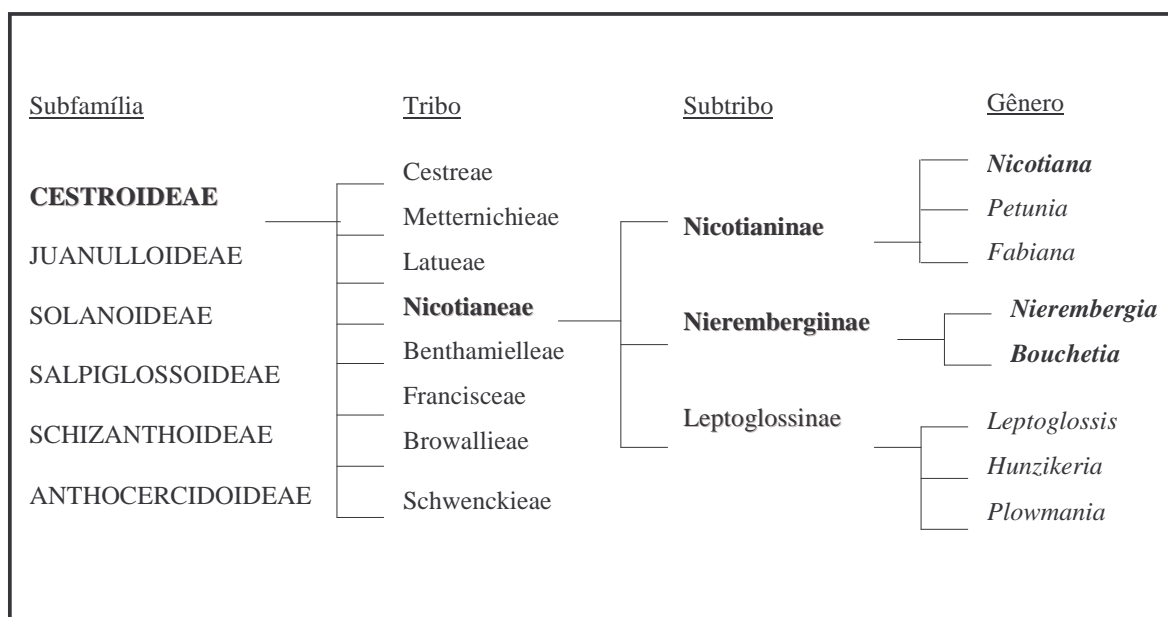 Subfamília
CESTROIDEAE
JUANULLOIDEAE
SOLANOIDEAE
SALPIGLOSSOIDEAE
SCHIZANTHOIDEAE
ANTHOCERCIDOIDEAE
Tribo
Cestreae
Metternichieae
Latueae
Nicotianeae
Benthamielleae
Francisceae
Browallieae
Schwenckieae
Subtribo
Nicotianinae
Nierembergiinae
Leptoglossinae
Gênero
Nicotiana
Petunia
Fabiana
Nierembergia
Bouchetia
Leptoglossis
Hunzikeria
Plowmania